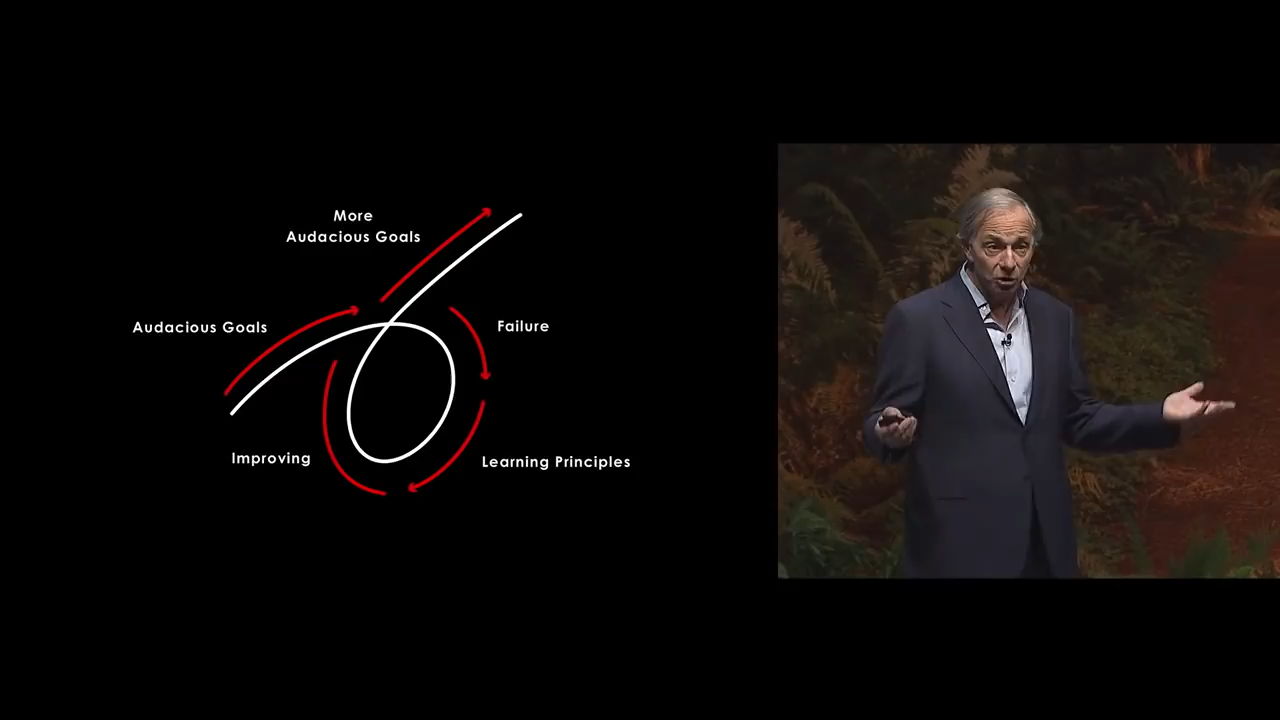 More
Audacious Goals
Audacious Goals
Failure
Improving
Learning Principles